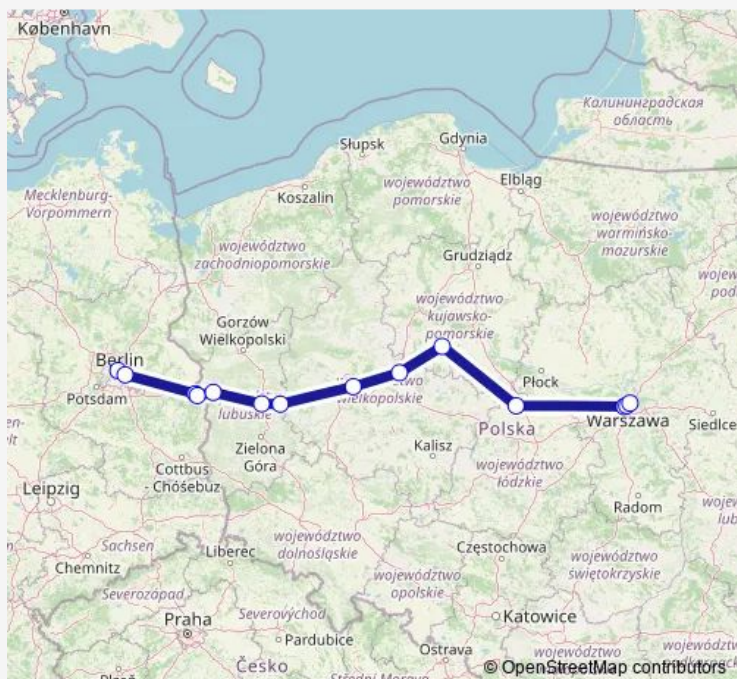 København
Калининградская
область
Gdynia
Słupsk
Elbląg
Koszalin
województwo
pomorskie
Mecklenburg-
Vorpommern
województwo
warmińsko-
mazurskie
województwo
zachodniopomorskie
Grudziądz
województwo
kujawsko-
pomorskie
Gorzów
Wielkopolski
Berlin
Potsdam
Płock
lubuskie
wielkopolskie
Warszawa
Siedlce
Polska
Kalisz
Zielona
Góra
województwo
łódzkie
Cottbus
- Chóśebuz
Leipzig
Radom
województwo
dolnośląskie
Sachsen
Chemnitz
Liberec
Częstochowa
województwo
świętokrzyskie
województwo
opolskie
Severozápad
Severovýchod
Praha
Katowice
Pardubice
Ostrava
Česko
© OpenStreetMap contributors